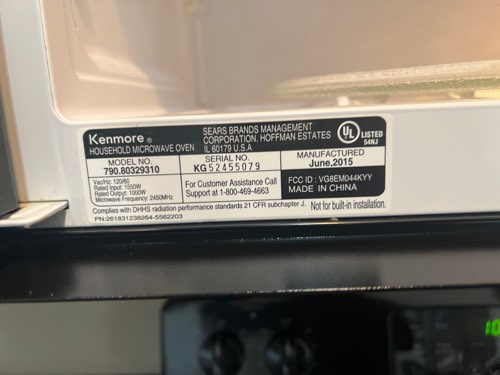 Kenmore®
HOUSEHOLD MICROWAVE OVEN
SEARS BRANDS MANAGEMENT
CORPORATION, HOFFMAN ESTATES
IL 60179 U.S.A
UL LISTED
54NJ
MODEL NO.
790.80329310
SERIAL NO.
KG52455079
MANUFACTURED
June,2015
Vac/Hz: 120/60
Rated Input: 1550W
Rated Output: 1000W
Microwave Frequency: 2450MHz
For Customer Assistance Call
Support at 1-800-469-4663
FCC ID : VG8EM044KYY
MADE IN CHINA
Complies with DHHS radiation performance standards 21 CFR subchapter J.
Not for built-in installation.
PN:261831238264-5562203
10